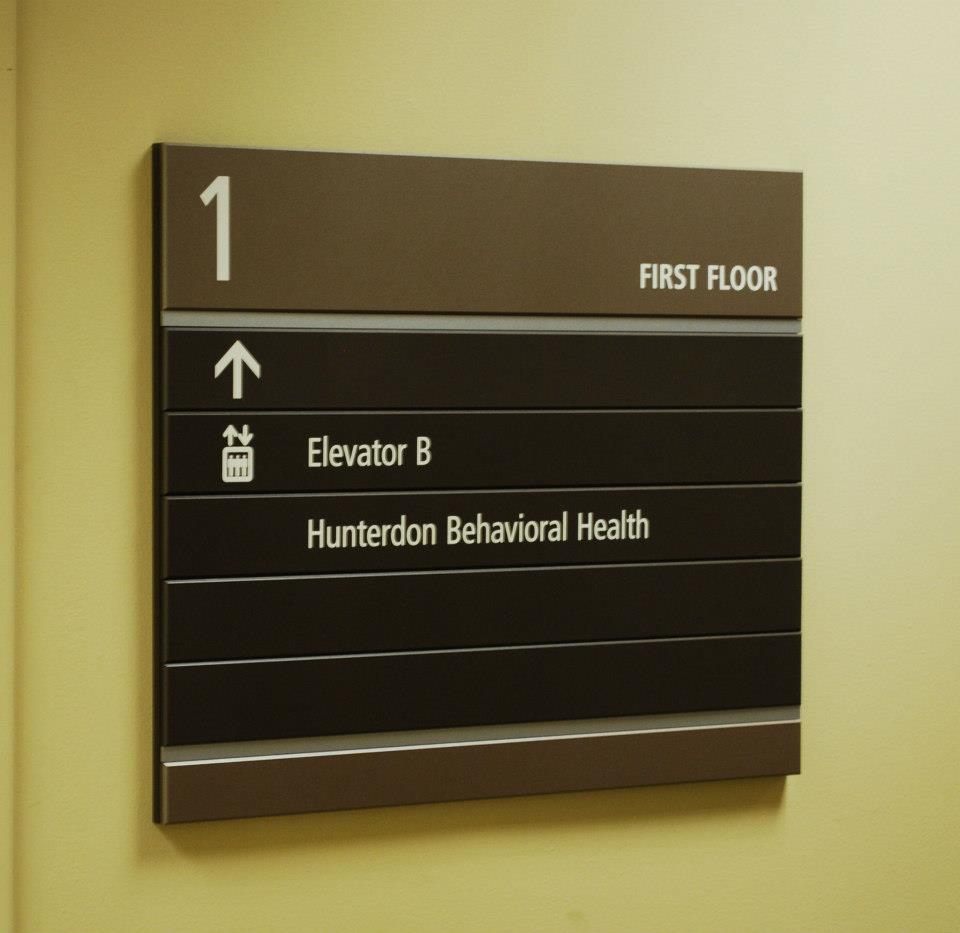 1
FIRST FLOOR
Elevator B
Hunterdon Behavioral Health